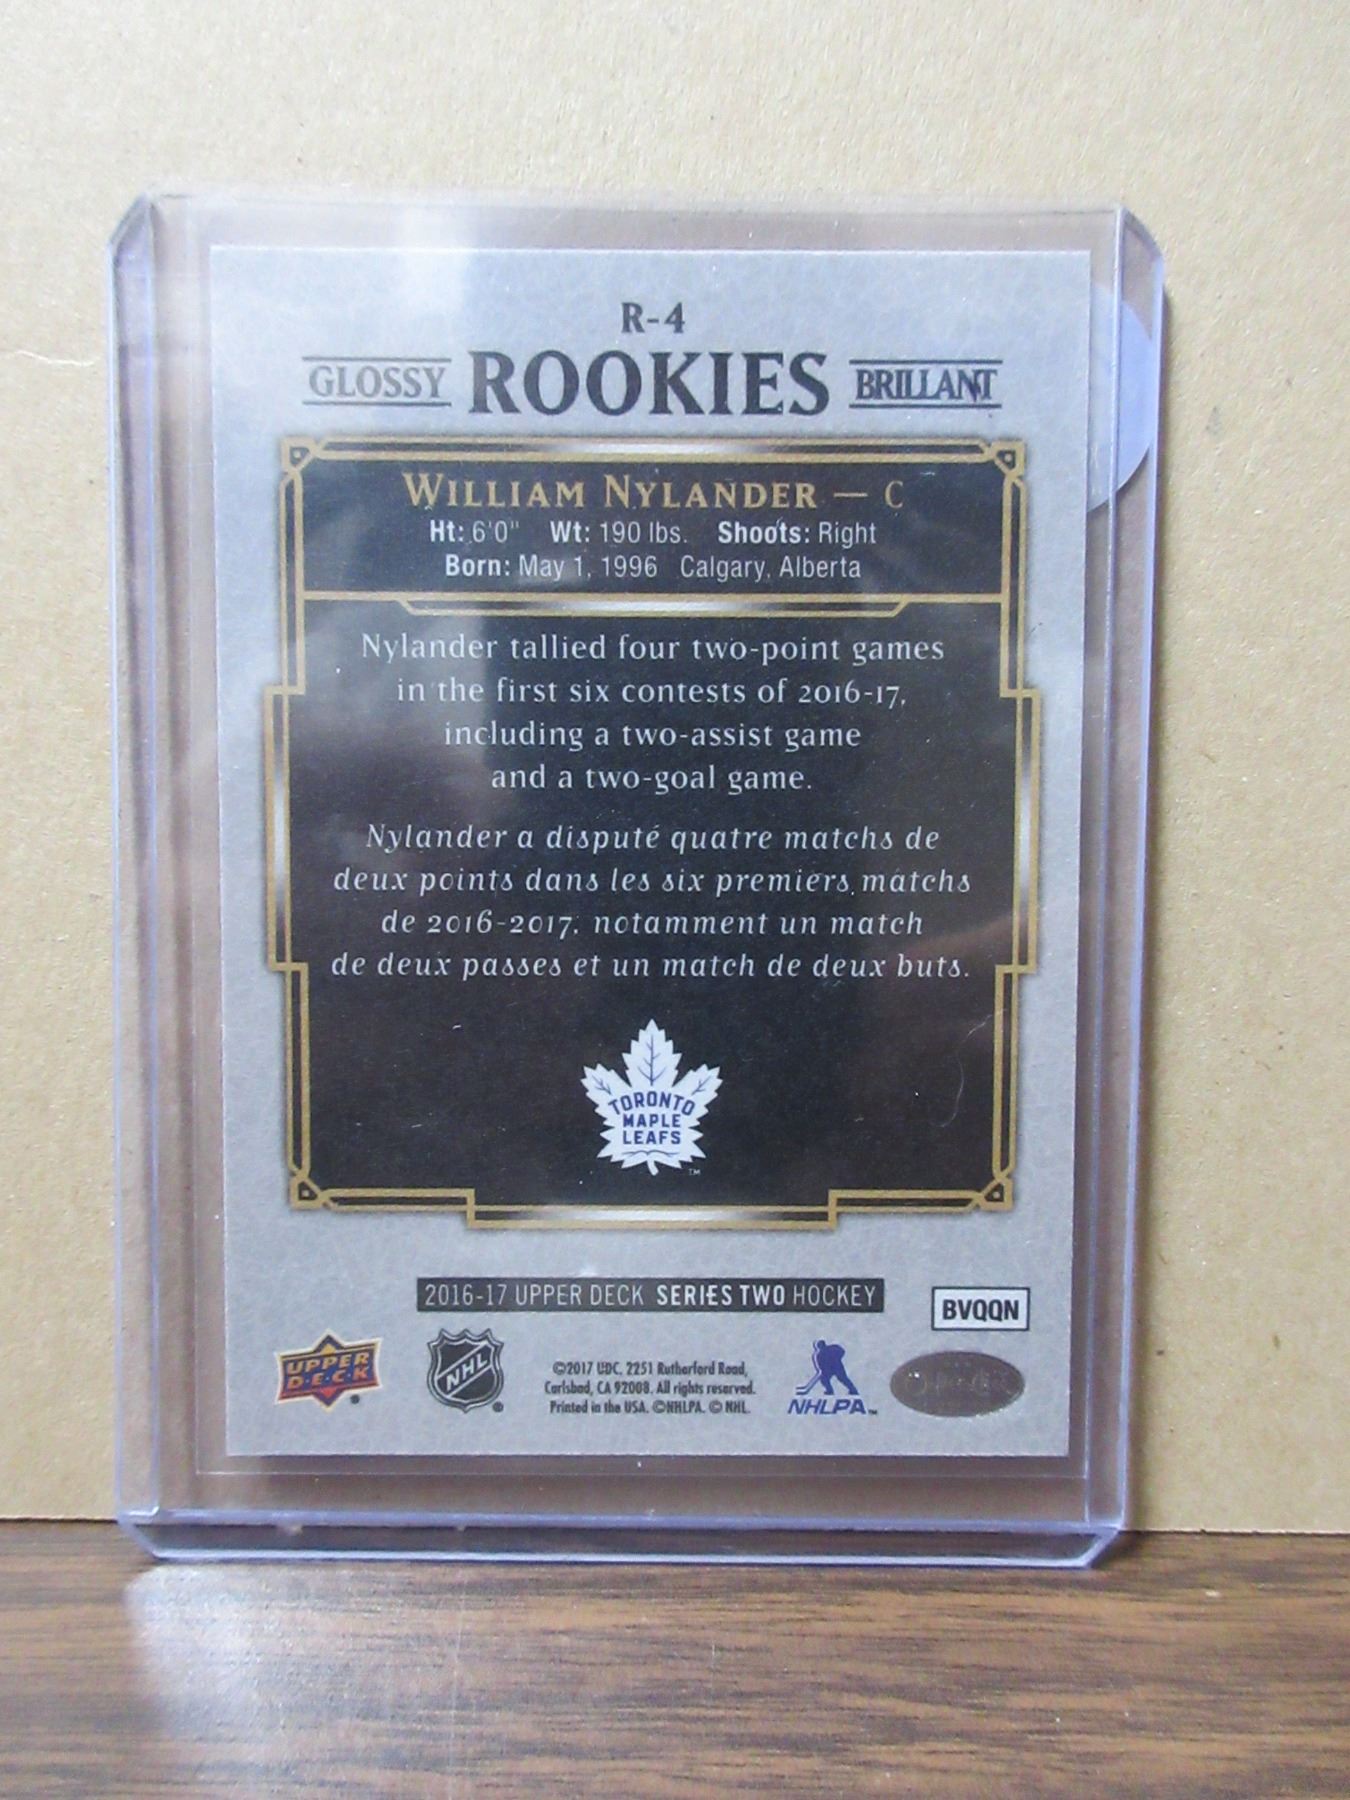 R-4
GLOSSY ROOKIES BRILLANT
WILLIAM NYLANDER — C
Ht: 6'0" Wt: 190 lbs. Shoots: Right
Born: May 1, 1996 Calgary, Alberta
Nylander tallied four two-point games
in the first six contests of 2016-17,
including a two-assist game
and a two-goal game.
Nylander a disputé quatre matchs de
deux points dans les six premiers matchs
de 2016-2017, notamment un match
de deux passes et un match de deux buts.
TORONTO
MAPLE
LEAFS
TM
2016-17 UPPER DECK SERIES TWO HOCKEY
BVQQN
UPPER
D·E·C·K
NHL
©2017 UDC. 2251 Rutherford Road,
Carlsbad, CA 92008. All rights reserved.
Printed in the USA. ©NHLPA. © NHL.
NHLPA™